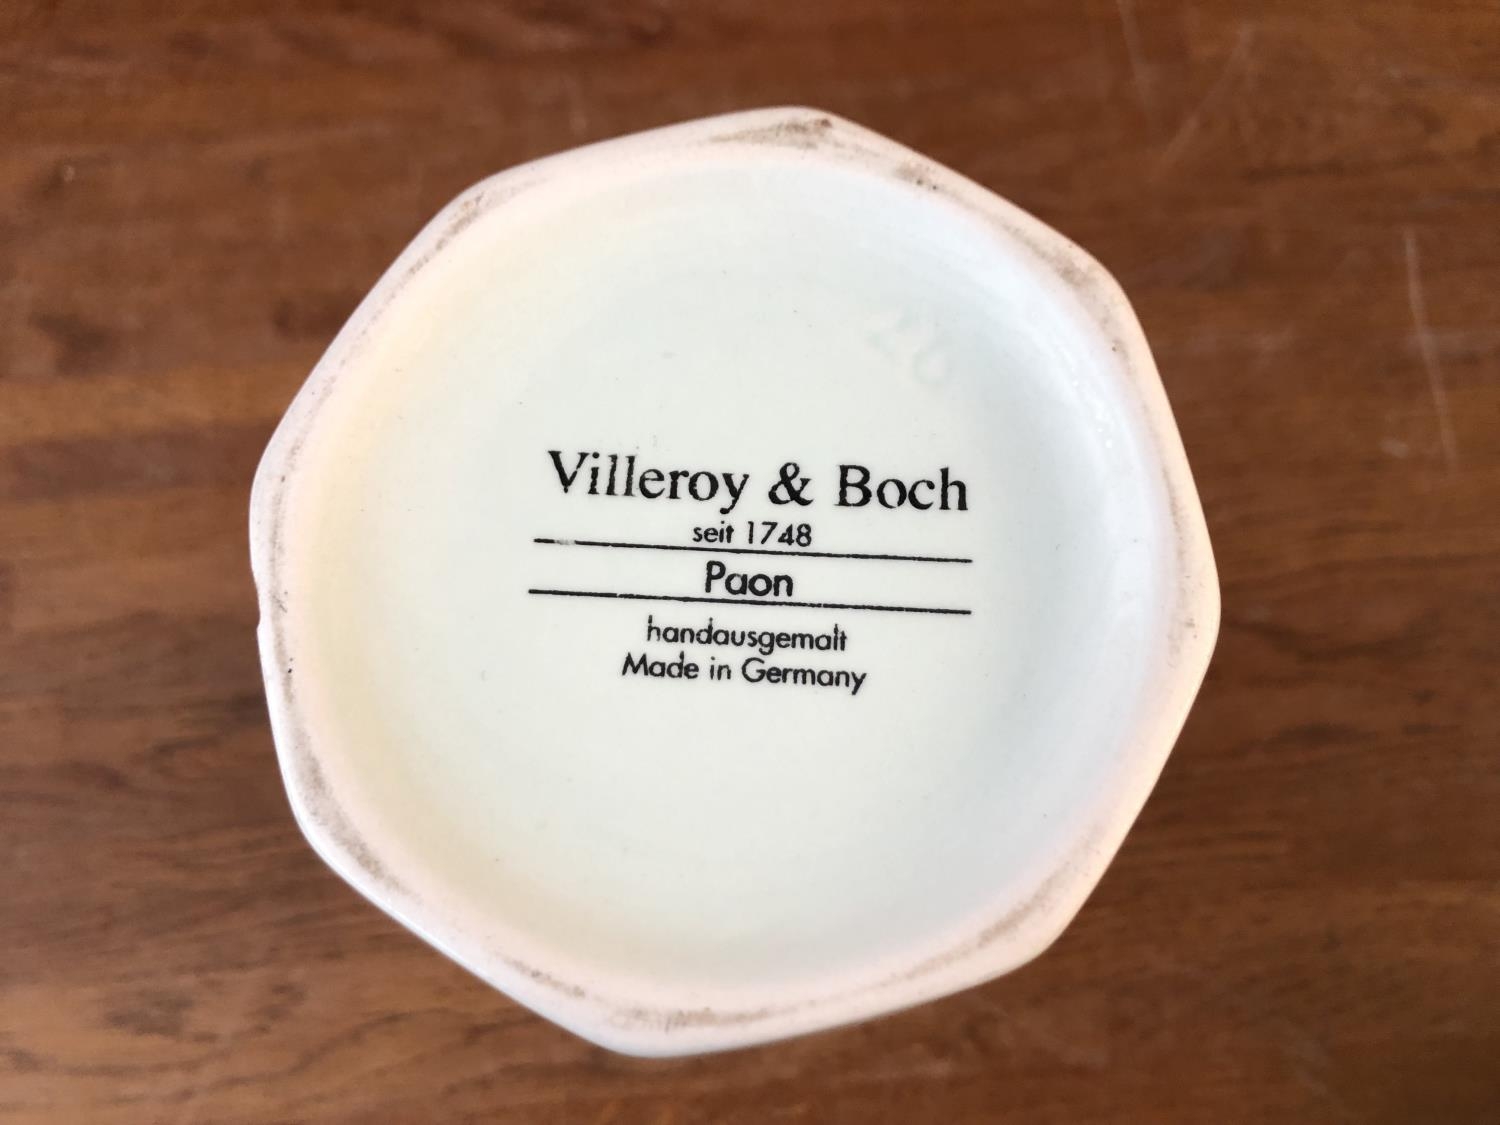 Villeroy & Boch
seit 1748
Paon
handausgemalt
Made in Germany